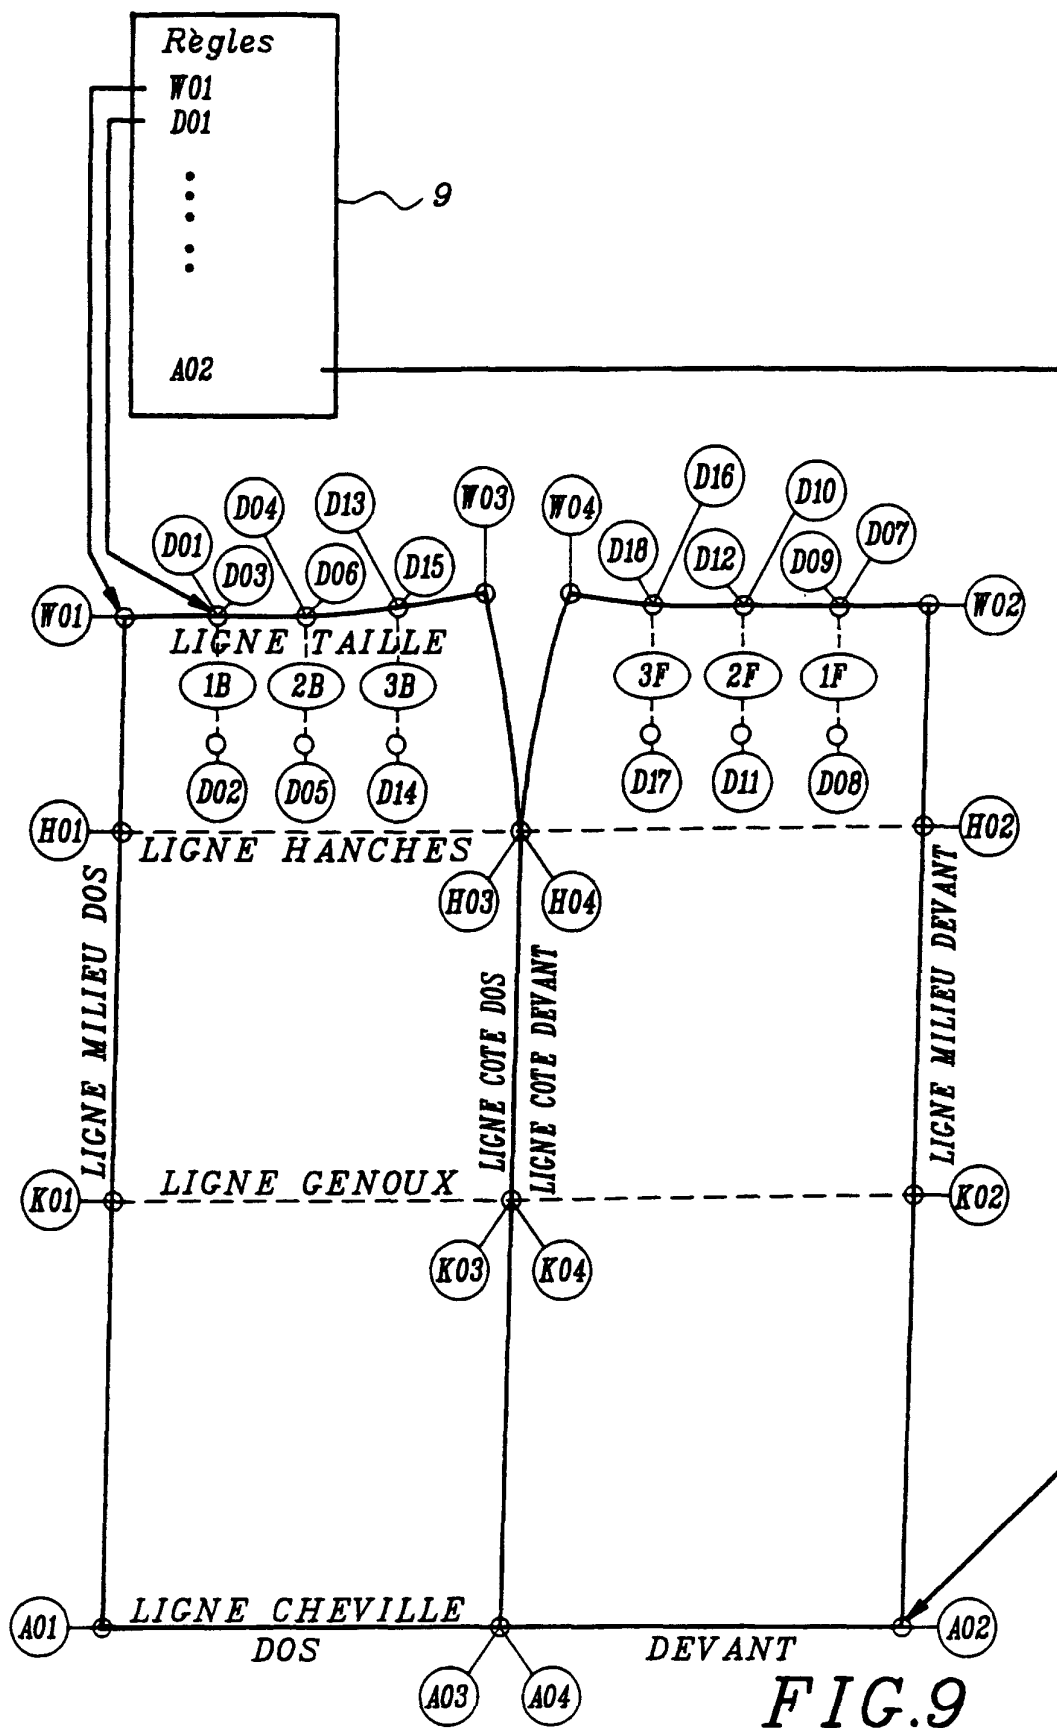 Règles
W01
D01
9
A02
D04 D13 W03 W04 D16 D10
D01 D03 D06 D15 D18 D12 D09 D07
W01 W02
LIGNE TAILLE
1B 2B 3B 3F 2F 1F
D02 D05 D14 D17 D11 D08
H01 H02
LIGNE HANCHES
H03 H04
LIGNE MILIEU DOS
LIGNE COTE DOS
LIGNE COTE DEVANT
LIGNE MILIEU DEVANT
LIGNE GENOUX
K01 K02
K03 K04
LIGNE CHEVILLE
A01 A02
DOS DEVANT
A03 A04
FIG.9